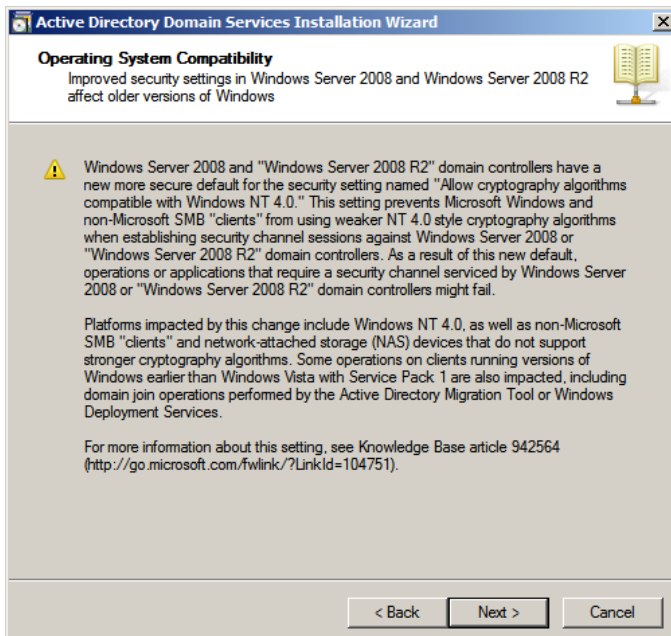 Active Directory Domain Services Installation Wizard
Operating System Compatibility
Improved security settings in Windows Server 2008 and Windows Server 2008 R2
affect older versions of Windows
Windows Server 2008 and "Windows Server 2008 R2" domain controllers have a
new more secure default for the security setting named "Allow cryptography algorithms
compatible with Windows NT 4.0." This setting prevents Microsoft Windows and
non-Microsoft SMB "clients" from using weaker NT 4.0 style cryptography algorithms
when establishing security channel sessions against Windows Server 2008 or
"Windows Server 2008 R2" domain controllers. As a result of this new default,
operations or applications that require a security channel serviced by Windows Server
2008 or "Windows Server 2008 R2" domain controllers might fail.
Platforms impacted by this change include Windows NT 4.0, as well as non-Microsoft
SMB "clients" and network-attached storage (NAS) devices that do not support
stronger cryptography algorithms. Some operations on clients running versions of
Windows earlier than Windows Vista with Service Pack 1 are also impacted, including
domain join operations performed by the Active Directory Migration Tool or Windows
Deployment Services.
For more information about this setting, see Knowledge Base article 942564
(http://go.microsoft.com/fwlink/?LinkId=104751).
< Back Next > Cancel